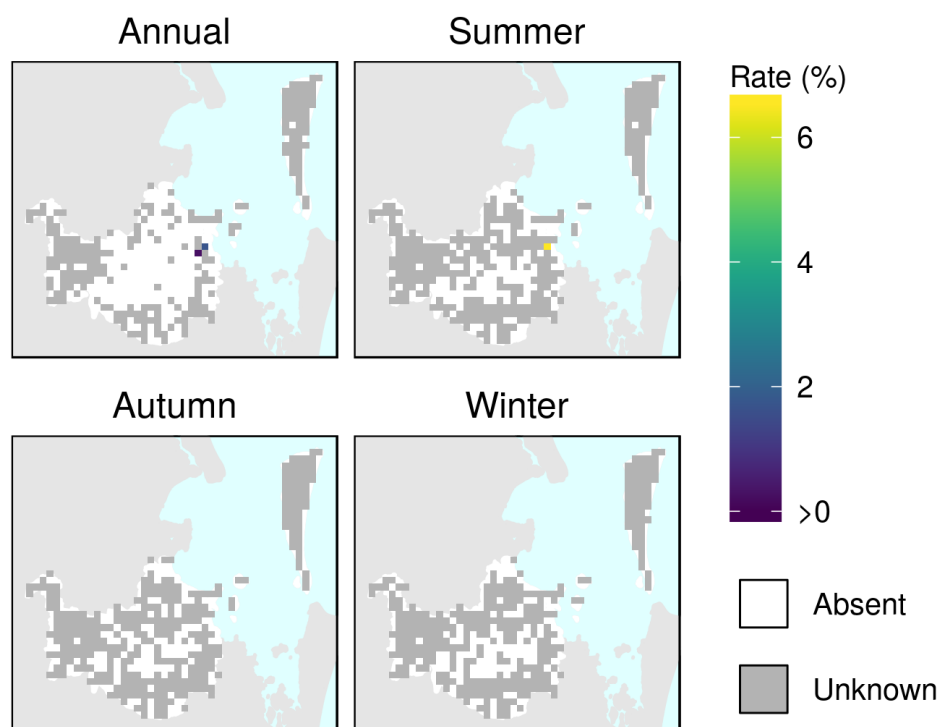 Annual
Summer
Rate (%)
6
4
2
>0
Autumn
Winter
Absent
Unknown